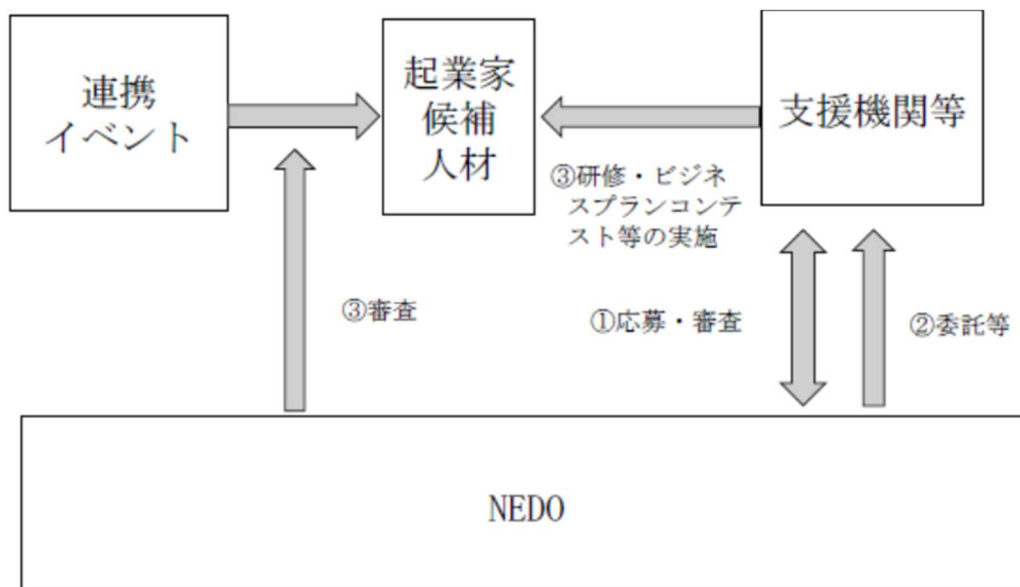 連携
イベント
起業家
候補
人材
支援機関等
③研修・ビジネ
スプランコンテ
スト等の実施
③審査
①応募・審査
②委託等
NEDO